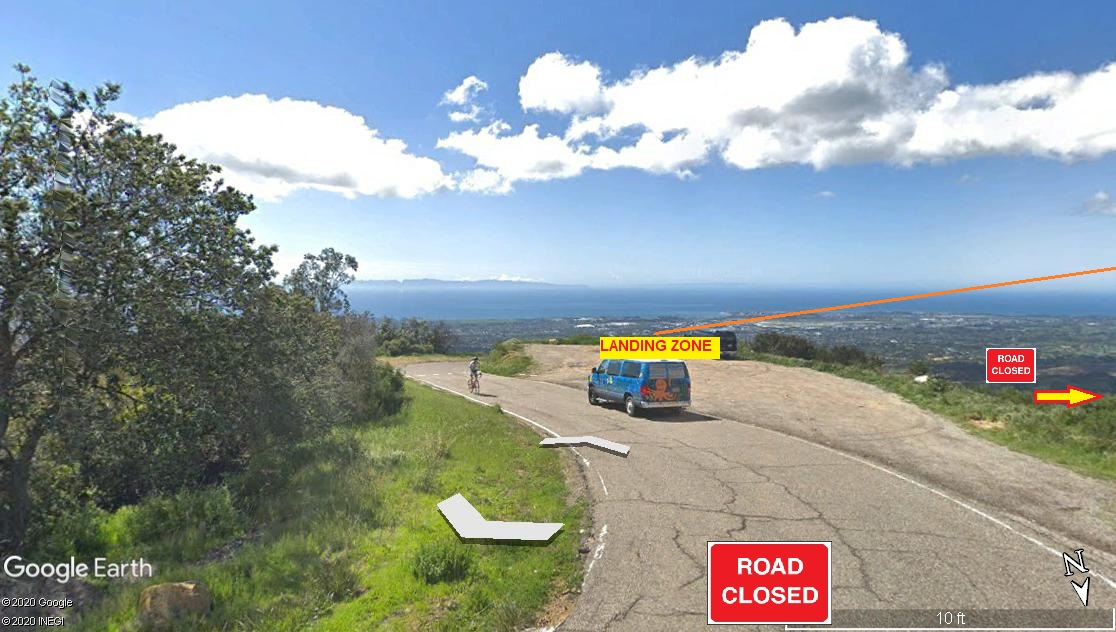 LANDING ZONE
ROAD
CLOSED
Google Earth
ROAD
CLOSED
N
© 2020 Google
© 2020 INEGI
10 ft